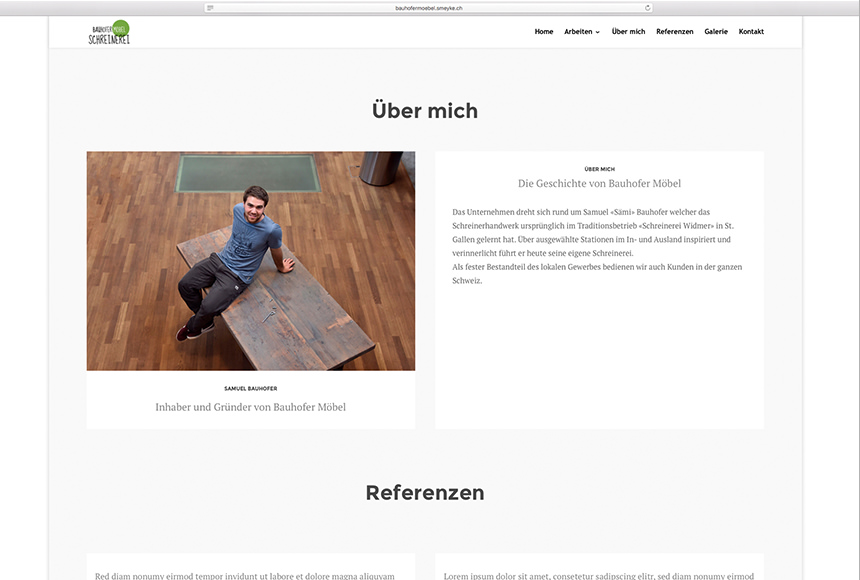 bauhofermoebel.smeyke.ch
BAUHOFER MÖBEL
SCHREINEREI
Home Arbeiten Über mich Referenzen Galerie Kontakt
Über mich
SAMUEL BAUHOFER
Inhaber und Gründer von Bauhofer Möbel
ÜBER MICH
Die Geschichte von Bauhofer Möbel
Das Unternehmen dreht sich rund um Samuel «Sämi» Bauhofer welcher das
Schreinerhandwerk ursprünglich im Traditionsbetrieb «Schreinerei Widmer» in St.
Gallen gelernt hat. Über ausgewählte Stationen im In- und Ausland inspiriert und
verinnerlicht führt er heute seine eigene Schreinerei.
Als fester Bestandteil des lokalen Gewerbes bedienen wir auch Kunden in der ganzen
Schweiz.
Referenzen
Red diam nonumy eirmod tempor invidunt ut labore et dolore magna aliquyam
Lorem ipsum dolor sit amet, consetetur sadipscing elitr, sed diam nonumy eirmod